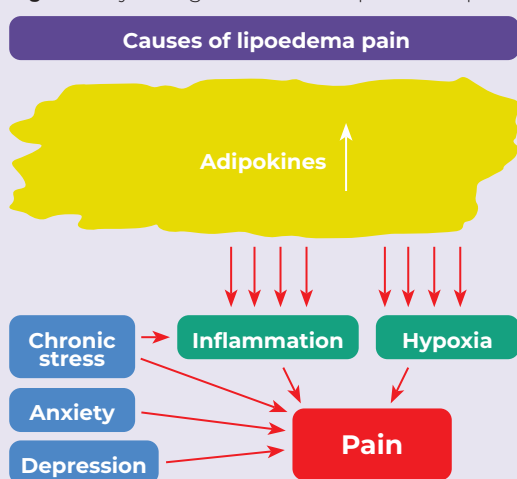 Causes of lipoedema pain
Adipokines
Inflammation
Hypoxia
Chronic
stress
Anxiety
Depression
Pain